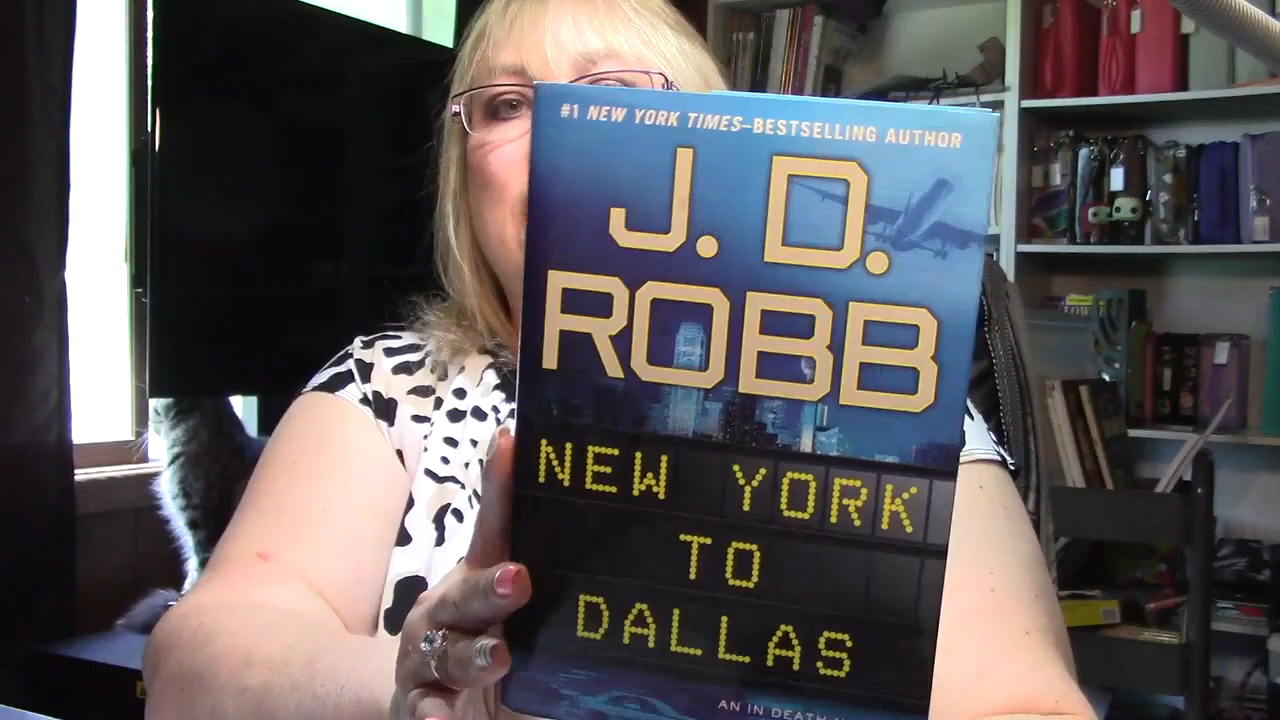 #1 NEW YORK TIMES–BESTSELLING AUTHOR
J. D.
ROBB
NEW YORK
TO
DALLAS
AN IN DEATH